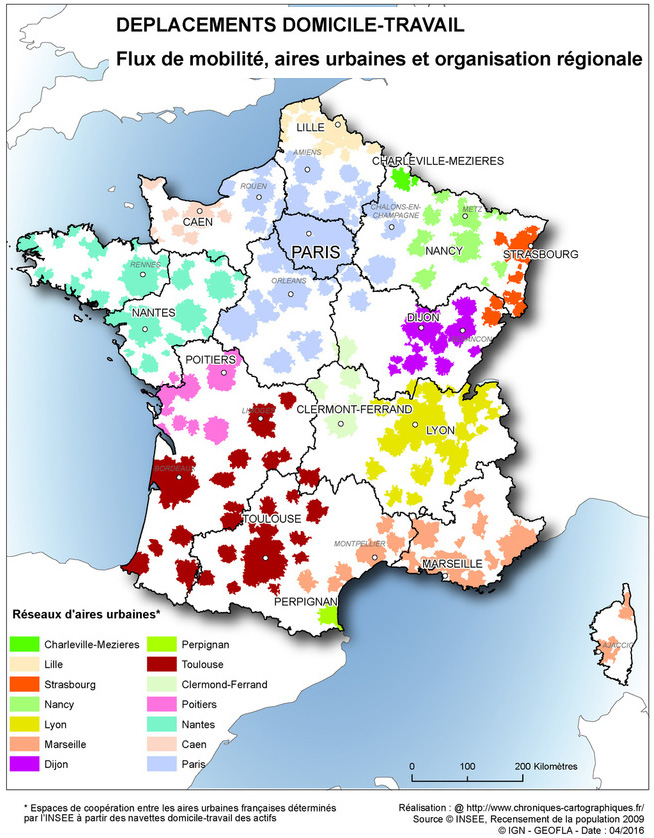 DEPLACEMENTS DOMICILE-TRAVAIL
Flux de mobilité, aires urbaines et organisation régionale
LILLE
AMIENS
CHARLEVILLE-MEZIERES
ROUEN
CHALONS-EN-
CHAMPAGNE
METZ
CAEN
PARIS
NANCY
STRASBOURG
RENNES
ORLEANS
NANTES
DIJON
BESANCON
POITIERS
LIMOGES
CLERMONT-FERRAND
LYON
BORDEAUX
TOULOUSE
MONTPELLIER
MARSEILLE
PERPIGNAN
AJACCIO
Réseaux d'aires urbaines*
Charleville-Mezieres
Lille
Strasbourg
Nancy
Lyon
Marseille
Dijon
Perpignan
Toulouse
Clermond-Ferrand
Poitiers
Nantes
Caen
Paris
0 100 200 Kilomètres
* Espaces de coopération entre les aires urbaines françaises déterminés
par l'INSEE à partir des navettes domicile-travail des actifs
Réalisation : @ http://www.chroniques-cartographiques.fr/
Source © INSEE, Recensement de la population 2009
© IGN - GEOFLA - Date : 04/2016